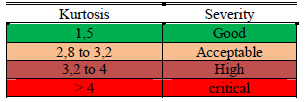 Kurtosis Severity
1,5 Good
2,8 to 3,2 Acceptable
3,2 to 4 High
> 4 critical